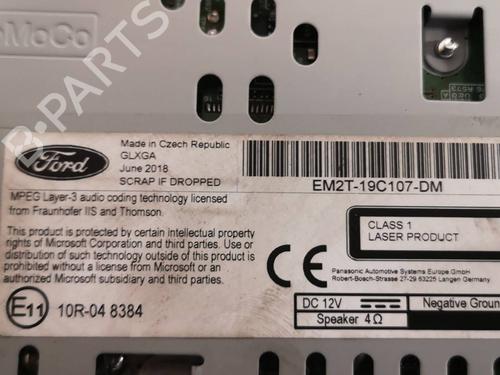 MoCo
Ford
Made in Czech Republic
GLXGA
June 2018
SCRAP IF DROPPED
EM2T-19C107-DM
MPEG Layer-3 audio coding technology licensed
from Fraunhofer IIS and Thomson.
This product is protected by certain intellectual property
rights of Microsoft Corporation and third parties. Use or
distribution of such technology outside of this product is
prohibited without a license from Microsoft or an
authorized Microsoft subsidiary and third parties.
E11 10R-04 8384
CLASS 1
LASER PRODUCT
CE
Panasonic Automotive Systems Europe GmbH
Robert-Bosch-Strasse 27-29 63225 Langen Germany
DC 12V
Negative Groun
Speaker 4Ω
B-PARTS